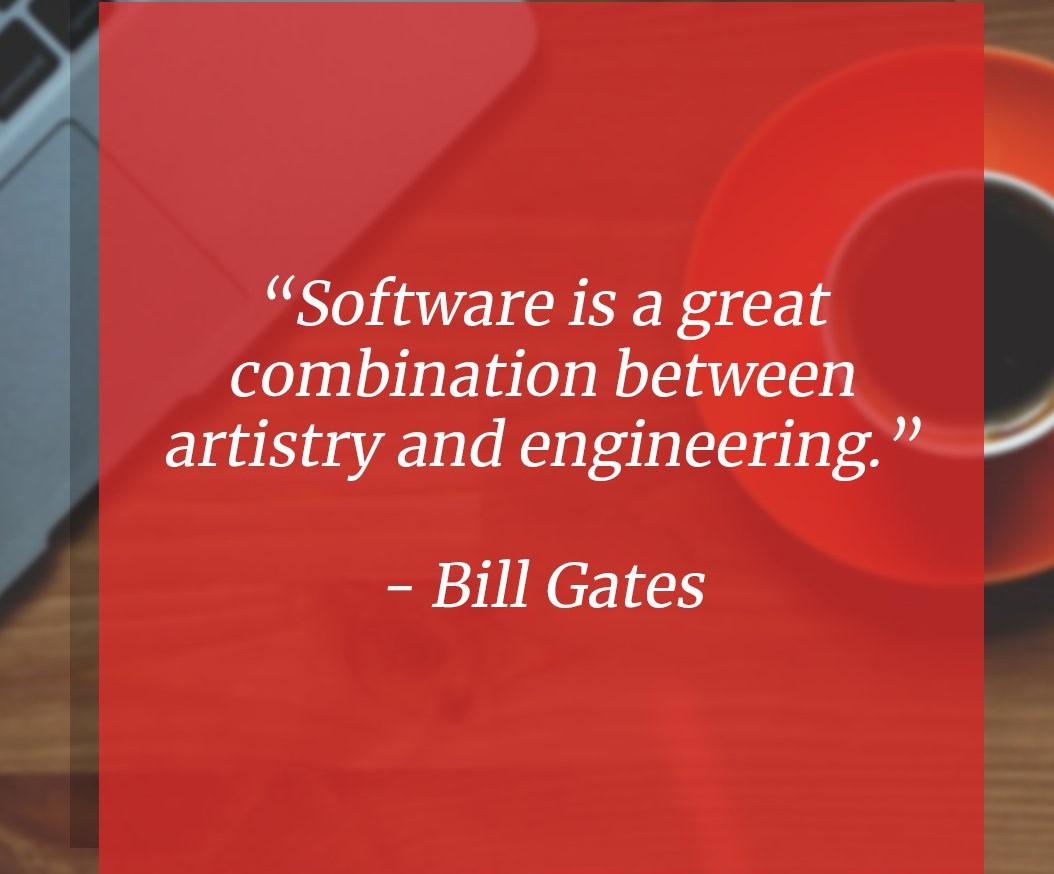 “Software is a great
combination between
artistry and engineering.”
- Bill Gates